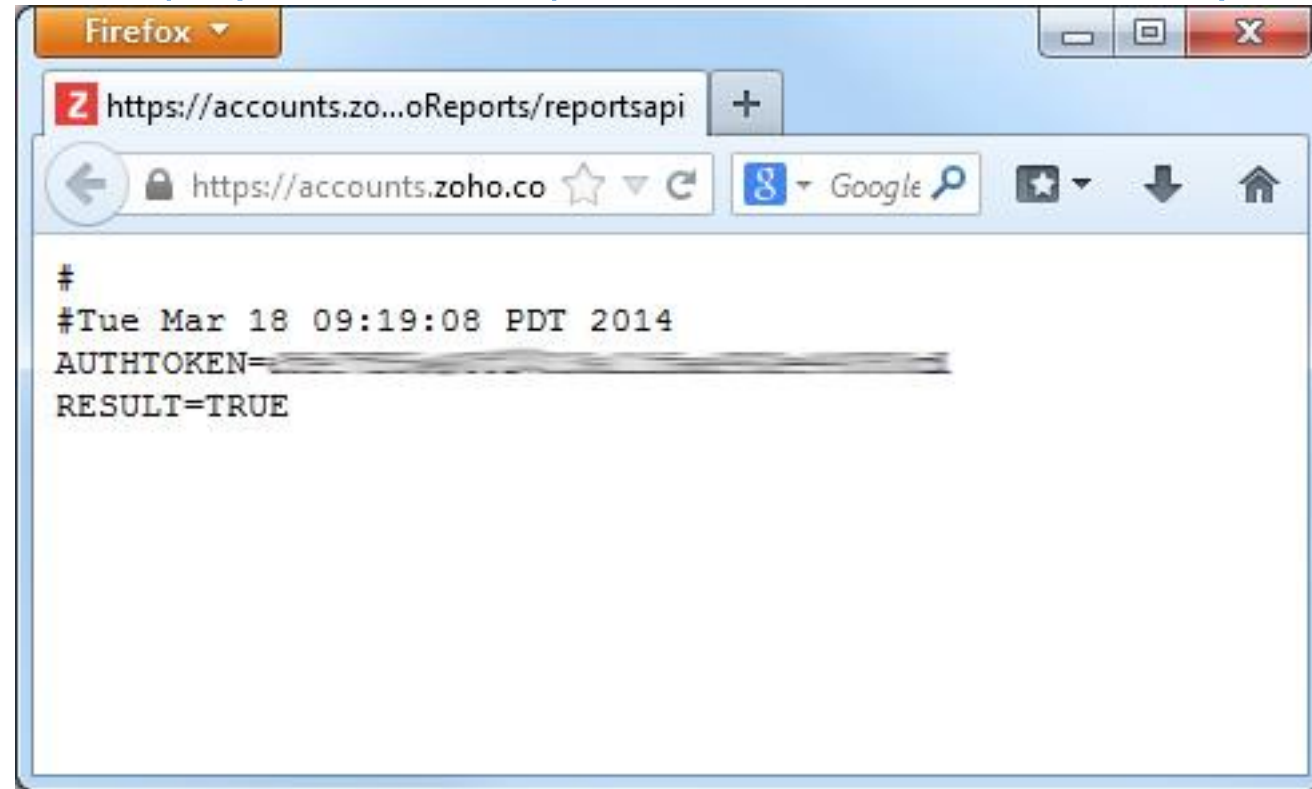 Firefox
Z https://accounts.zo...oReports/reportsapi +
https://accounts.zoho.co 8 Google
#
#Tue Mar 18 09:19:08 PDT 2014
AUTHTOKEN=
RESULT=TRUE